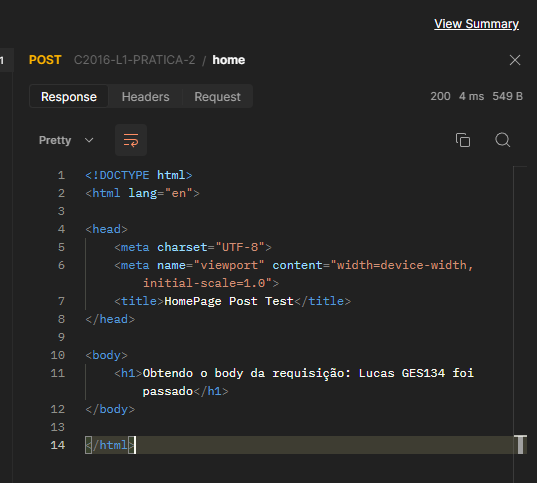 View Summary
1
POST C2016-L1-PRATICA-2 / home
Response Headers Request 200 4 ms 549 B
Pretty
1 <!DOCTYPE html>
2 <html lang="en">
3
4 <head>
5 <meta charset="UTF-8">
6 <meta name="viewport" content="width=device-width,
initial-scale=1.0">
7 <title>HomePage Post Test</title>
8 </head>
9
10 <body>
11 <h1>Obtendo o body da requisição: Lucas GES134 foi
passado</h1>
12 </body>
13
14 </html>